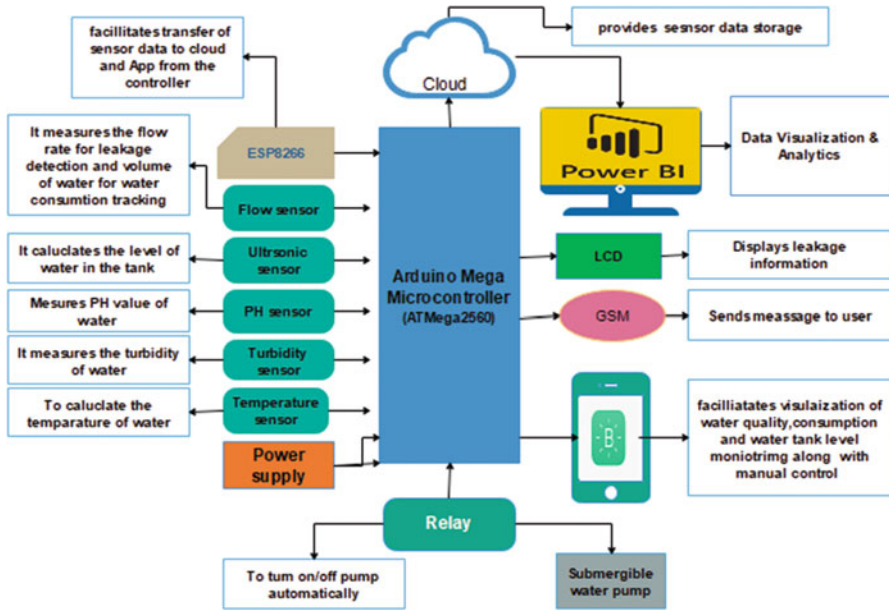 facillitates transfer of
sensor data to cloud
and App from the
controller
provides sesnsor data storage
Cloud
It measures the flow
rate for leakage
detection and volume
of water for water
consumtion tracking
ESP8266
Power BI
Data Visualization &
Analytics
Flow sensor
It caluclates the level of
water in the tank
Ultrsonic
sensor
Arduino Mega
Microcontroller
(ATMega2560)
LCD
Displays leakage
information
Mesures PH value of
water
PH sensor
GSM
Sends meassage to user
It measures the turbidity
of water
Turbidity
sensor
To caluclate the
temparature of water
Temperature
sensor
B
facilliatates visulaization of
water quality,consumption
and water tank level
moniotrimg along with
manual control
Power
supply
Relay
To turn on/off pump
automatically
Submergible
water pump